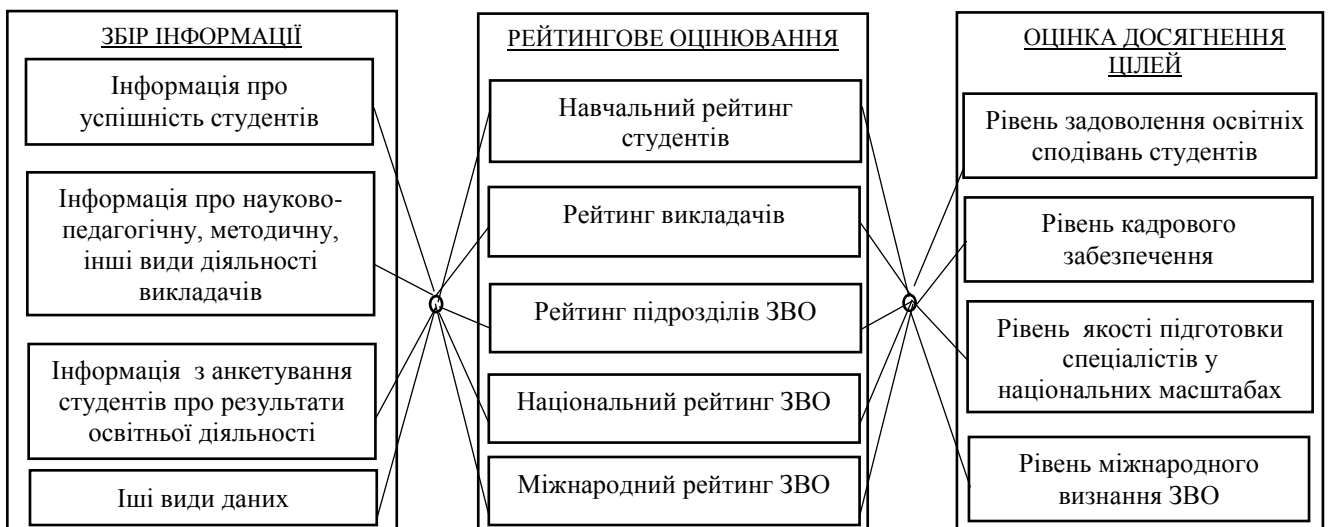 ЗБІР ІНФОРМАЦІЇ
Інформація про
успішність студентів
Інформація про науково-
педагогічну, методичну,
інші види діяльності
викладачів
Інформація з анкетування
студентів про результати
освітньої діяльності
Іші види даних
РЕЙТИНГОВЕ ОЦІНЮВАННЯ
Навчальний рейтинг
студентів
Рейтинг викладачів
Рейтинг підрозділів ЗВО
Національний рейтинг ЗВО
Міжнародний рейтинг ЗВО
ОЦІНКА ДОСЯГНЕННЯ
ЦІЛЕЙ
Рівень задоволення освітніх
сподівань студентів
Рівень кадрового
забезпечення
Рівень якості підготовки
спеціалістів у
національних масштабах
Рівень міжнародного
визнання ЗВО